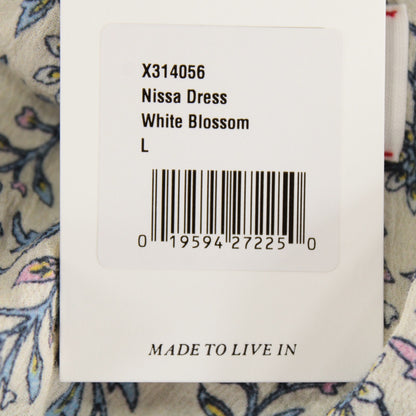 X314056
Nissa Dress
White Blossom
L
0 19594 27225 0
MADE TO LIVE IN